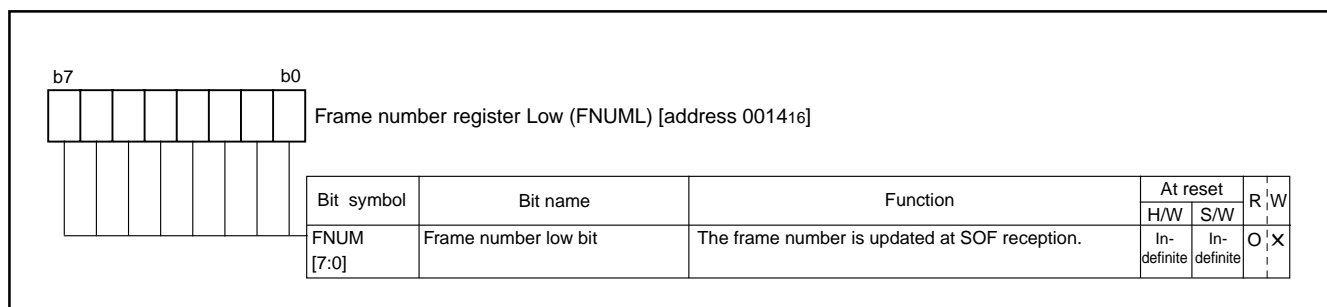 b7 b0
Frame number register Low (FNUML) [address 001416]
Bit symbol Bit name Function At reset R W
H/W S/W
FNUM Frame number low bit The frame number is updated at SOF reception. In- In- O ×
[7:0] definite definite